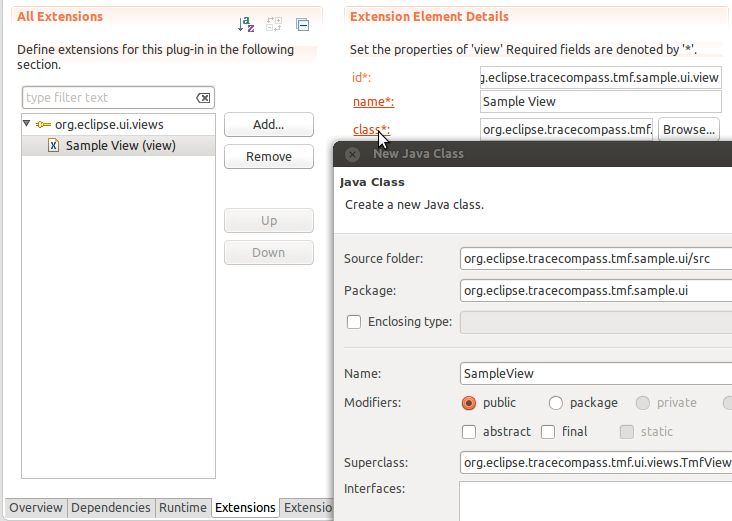 All Extensions
Define extensions for this plug-in in the following
section.
type filter text
org.eclipse.ui.views
Sample View (view)
Add...
Remove
Up
Down
Extension Element Details
Set the properties of 'view' Required fields are denoted by '*'.
id*:
g.eclipse.tracecompass.tmf.sample.ui.view
name*:
Sample View
class*:
org.eclipse.tracecompass.tmf.
Browse...
New Java Class
Java Class
Create a new Java class.
Source folder:
org.eclipse.tracecompass.tmf.sample.ui/src
Package:
org.eclipse.tracecompass.tmf.sample.ui
Enclosing type:
Name:
SampleView
Modifiers:
public
package
private
abstract
final
static
Superclass:
org.eclipse.tracecompass.tmf.ui.views.TmfView
Interfaces:
Overview
Dependencies
Runtime
Extensions
Extension